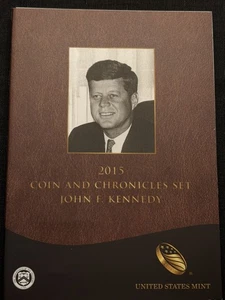 2015
COIN AND CHRONICLES SET
JOHN F. KENNEDY
UNITED STATES MINT